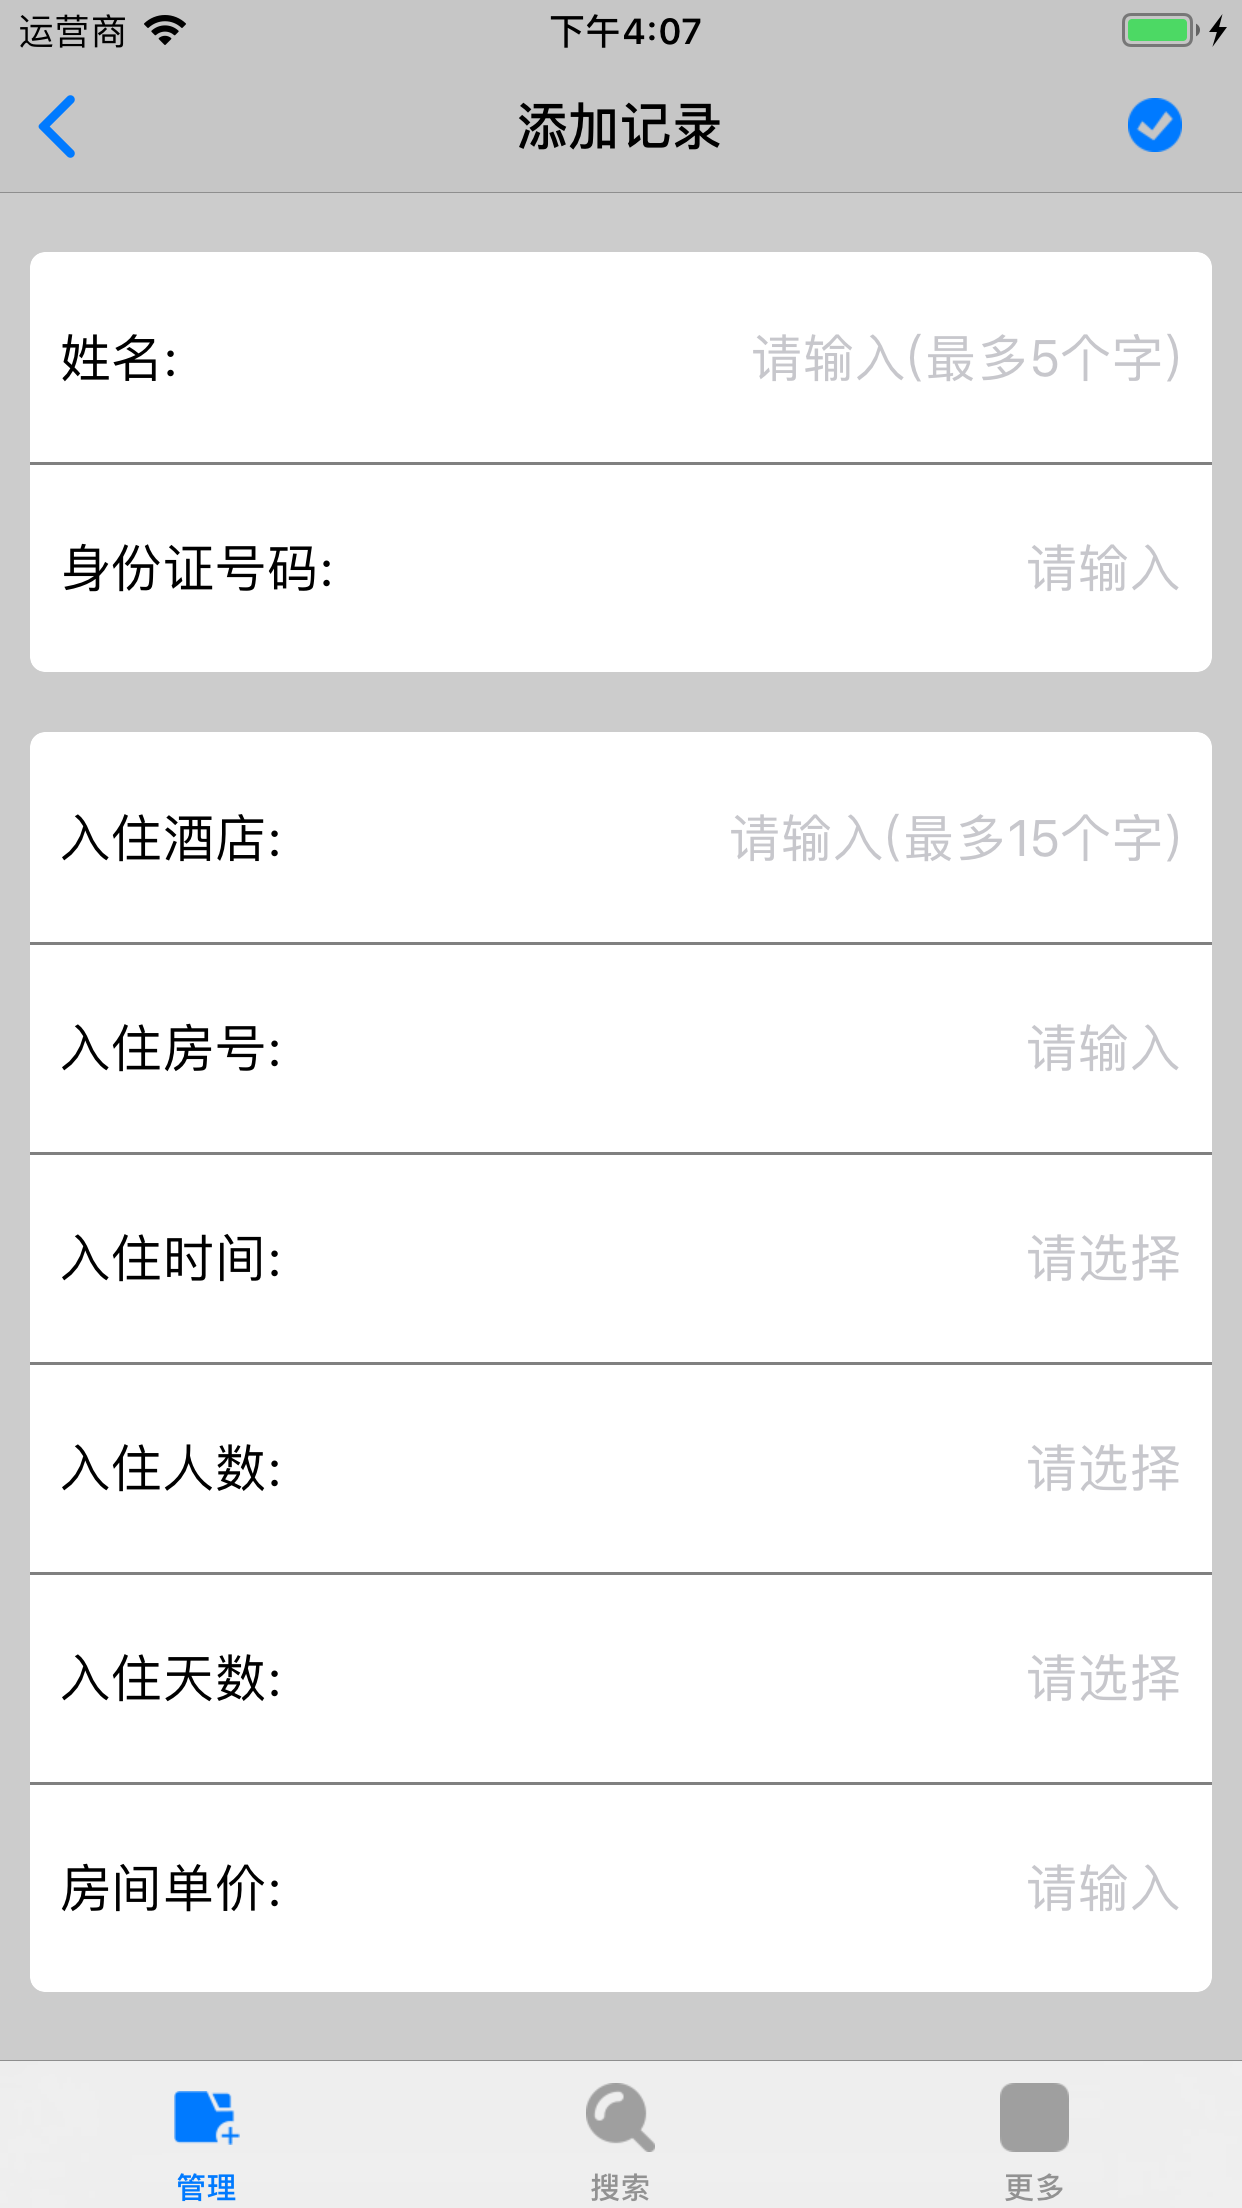 运营商 下午4:07
添加记录
姓名: 请输入(最多5个字)
身份证号码: 请输入
入住酒店: 请输入(最多15个字)
入住房号: 请输入
入住时间: 请选择
入住人数: 请选择
入住天数: 请选择
房间单价: 请输入
管理 搜索 更多